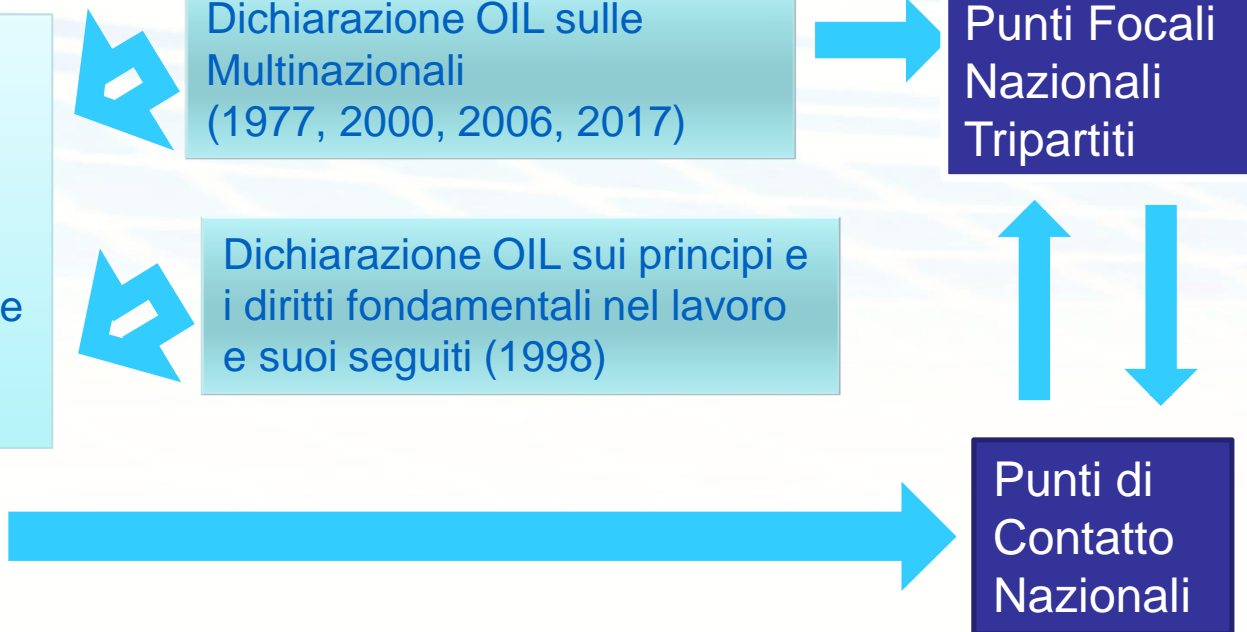 Dichiarazione OIL sulle
Multinazionali
(1977, 2000, 2006, 2017)
Punti Focali
Nazionali
Tripartiti
e
Dichiarazione OIL sui principi e
i diritti fondamentali nel lavoro
e suoi seguiti (1998)
Punti di
Contatto
Nazionali